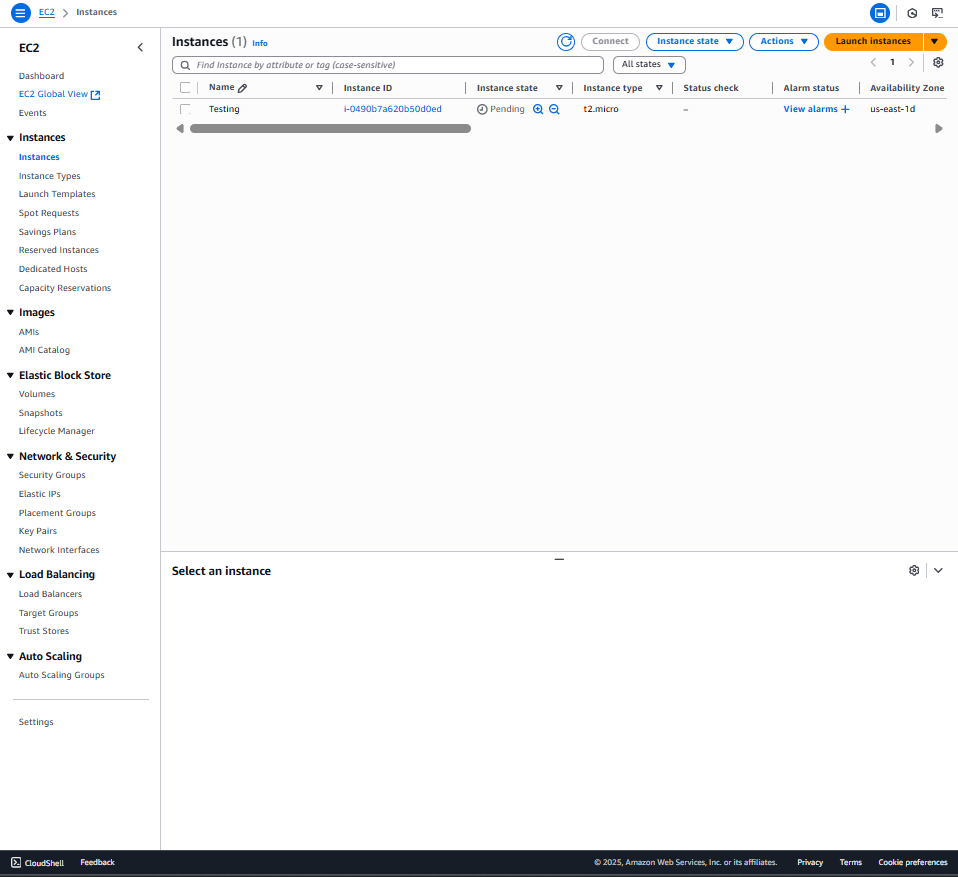 EC2 > Instances
EC2
Dashboard
EC2 Global View
Events
Instances
Instances
Instance Types
Launch Templates
Spot Requests
Savings Plans
Reserved Instances
Dedicated Hosts
Capacity Reservations
Images
AMIs
AMI Catalog
Elastic Block Store
Volumes
Snapshots
Lifecycle Manager
Network & Security
Security Groups
Elastic IPs
Placement Groups
Key Pairs
Network Interfaces
Load Balancing
Load Balancers
Target Groups
Trust Stores
Auto Scaling
Auto Scaling Groups
Settings
Instances (1) Info
Connect Instance state Actions Launch instances
Find Instance by attribute or tag (case-sensitive) All states 1
Name Instance ID Instance state Instance type Status check Alarm status Availability Zone
Testing i-0490b7a620b50d0ed Pending t2.micro – View alarms + us-east-1d
Select an instance
CloudShell Feedback © 2025, Amazon Web Services, Inc. or its affiliates. Privacy Terms Cookie preferences